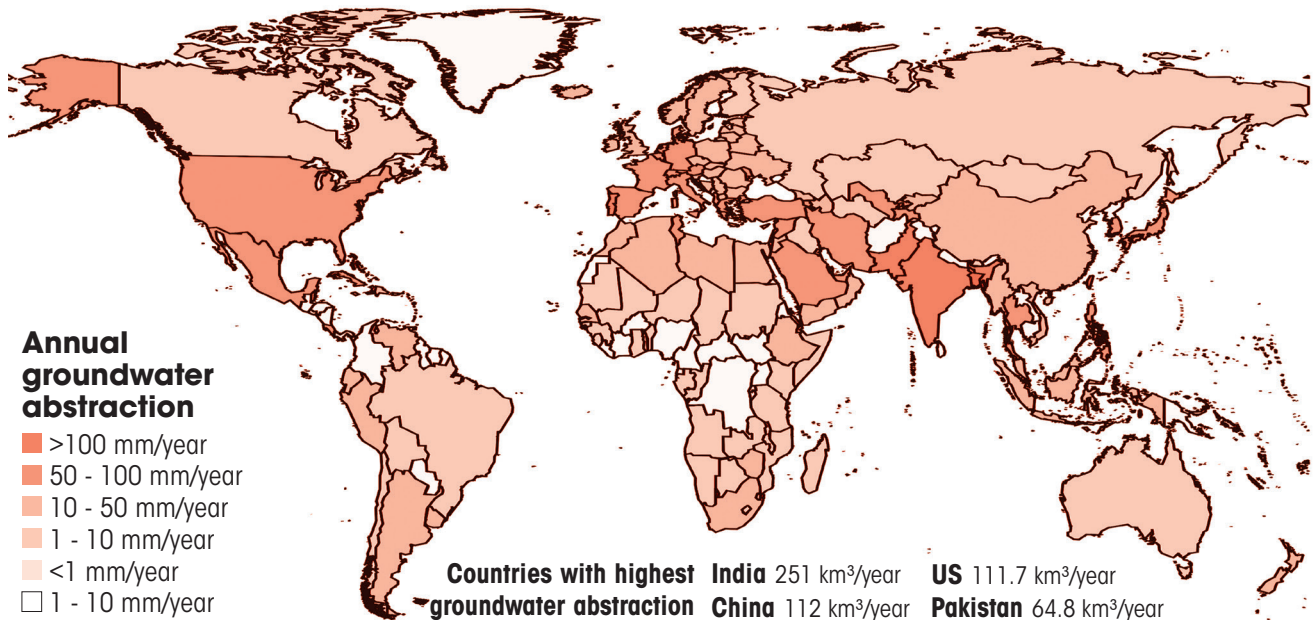 Annual
groundwater
abstraction
>100 mm/year
50 - 100 mm/year
10 - 50 mm/year
1 - 10 mm/year
<1 mm/year
1 - 10 mm/year
Countries with highest
groundwater abstraction
India 251 km³/year
China 112 km³/year
US 111.7 km³/year
Pakistan 64.8 km³/year